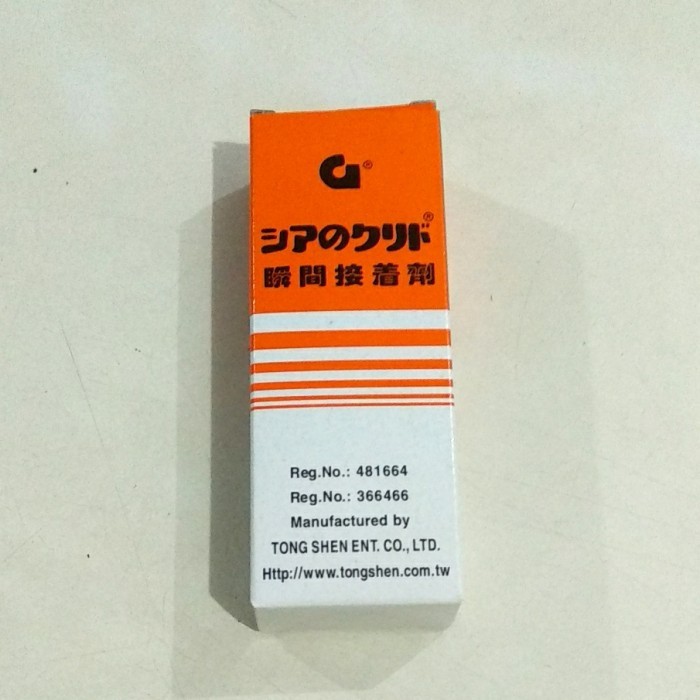 シアのクリド®
瞬間接着劑
Reg.No.: 481664
Reg.No.: 366466
Manufactured by
TONG SHEN ENT. CO., LTD.
Http://www.tongshen.com.tw